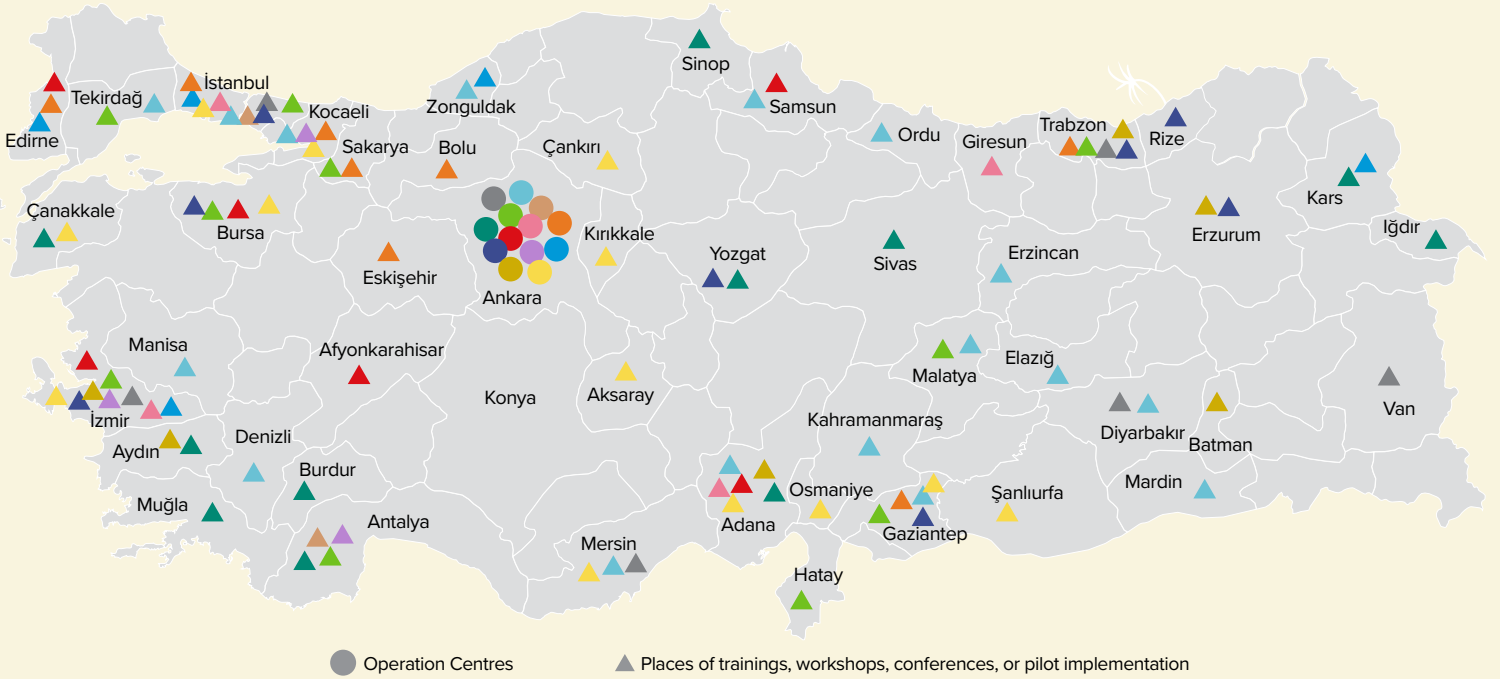 Sinop
İstanbul
Tekirdağ
Zonguldak
Samsun
Kocaeli
Edirne
Sakarya
Bolu
Çankırı
Ordu
Giresun
Trabzon
Rize
Kars
Çanakkale
Bursa
Kırıkkale
Iğdır
Erzurum
Yozgat
Sivas
Erzincan
Eskişehir
Ankara
Manisa
Afyonkarahisar
Elazığ
Malatya
Konya
Aksaray
Van
İzmir
Kahramanmaraş
Diyarbakır
Batman
Denizli
Aydın
Burdur
Mardin
Osmaniye
Şanlıurfa
Muğla
Antalya
Adana
Gaziantep
Mersin
Hatay
Operation Centres
Places of trainings, workshops, conferences, or pilot implementation